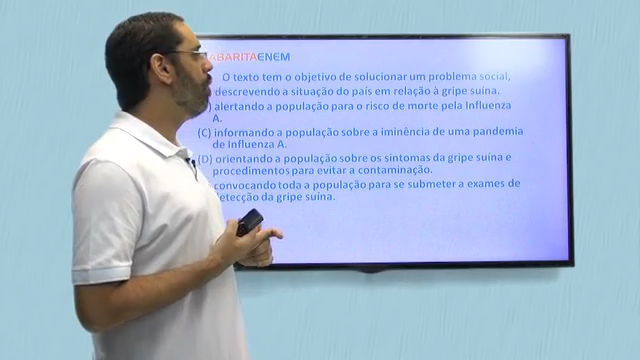 ABARITAENEM
O texto tem o objetivo de solucionar um problema social,
descrevendo a situação do país em relação à gripe suína.
) alertando a população para o risco de morte pela Influenza
A.
(C) informando a população sobre a iminência de uma pandemia
de Influenza A.
(D) orientando a população sobre os sintomas da gripe suína e
procedimentos para evitar a contaminação.
convocando toda a população para se submeter a exames de
detecção da gripe suína.